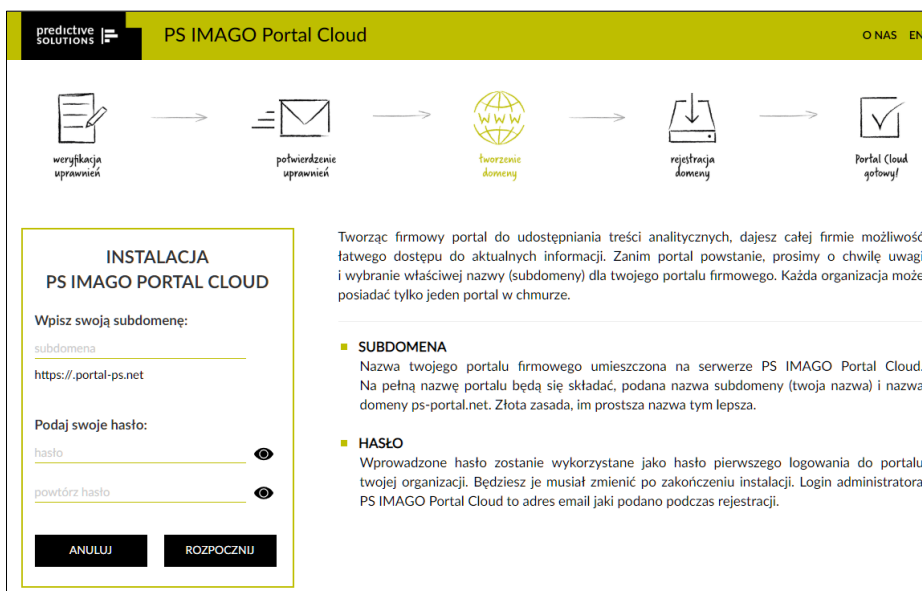 predictive
SOLUTIONS
PS IMAGO Portal Cloud
O NAS EN
weryfikacja
uprawnień
potwierdzenie
uprawnień
WWW
tworzenie
domeny
rejestracja
domeny
Portal Cloud
gotowy!
INSTALACJA
PS IMAGO PORTAL CLOUD
Wpisz swoją subdomenę:
subdomena
https://.portal-ps.net
Podaj swoje hasło:
hasło
powtórz hasło
ANULUJ
ROZPOCZNIJ
Tworząc firmowy portal do udostępniania treści analitycznych, dajesz całej firmie możliwość
łatwego dostępu do aktualnych informacji. Zanim portal powstanie, prosimy o chwilę uwagi
i wybranie właściwej nazwy (subdomeny) dla twojego portalu firmowego. Każda organizacja może
posiadać tylko jeden portal w chmurze.
SUBDOMENA
Nazwa twojego portalu firmowego umieszczona na serwerze PS IMAGO Portal Cloud.
Na pełną nazwę portalu będą się składać, podana nazwa subdomeny (twoja nazwa) i nazwa
domeny ps-portal.net. Złota zasada, im prostsza nazwa tym lepsza.
HASŁO
Wprowadzone hasło zostanie wykorzystane jako hasło pierwszego logowania do portalu
twojej organizacji. Będziesz je musiał zmienić po zakończeniu instalacji. Login administratora
PS IMAGO Portal Cloud to adres email jaki podano podczas rejestracji.